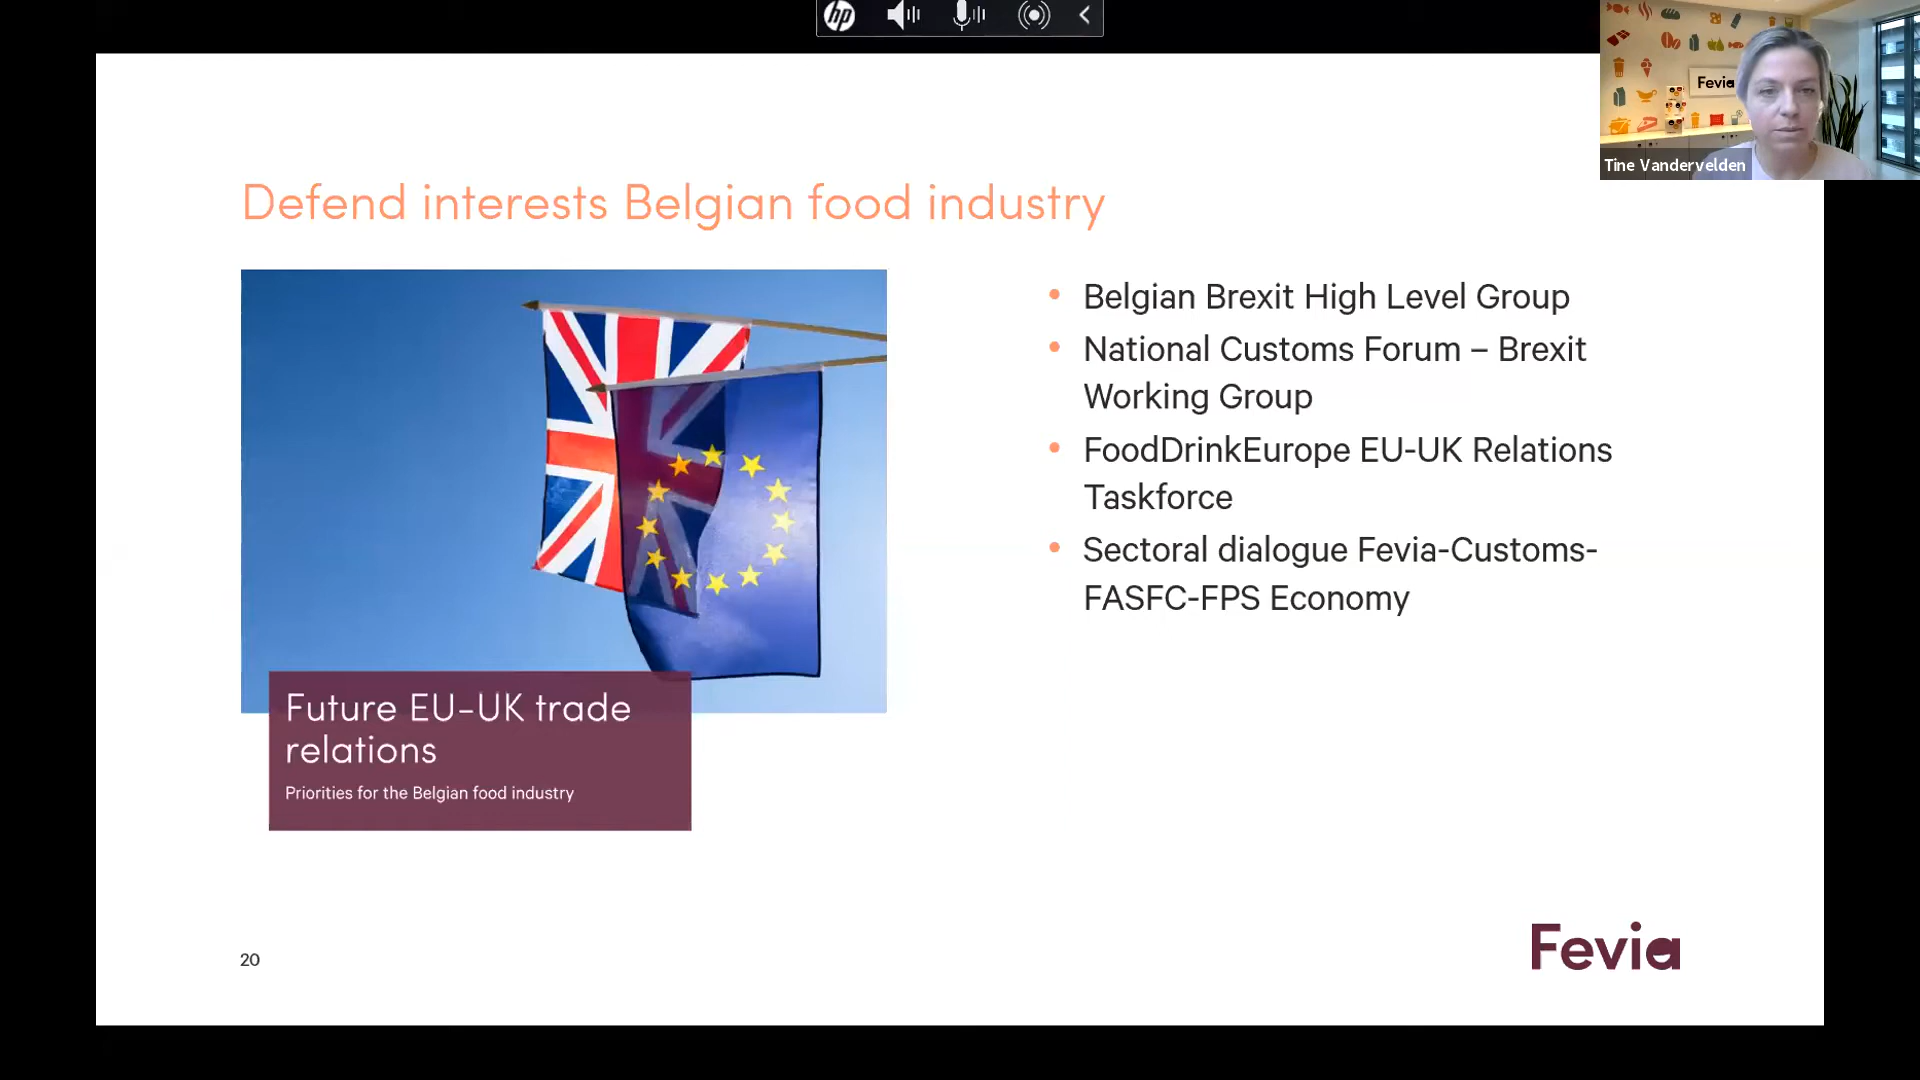 hp
Fevia
Tine Vandervelden
Defend interests Belgian food industry
• Belgian Brexit High Level Group
• National Customs Forum – Brexit
Working Group
• FoodDrinkEurope EU-UK Relations
Taskforce
• Sectoral dialogue Fevia-Customs-
FASFC-FPS Economy
Future EU-UK trade
relations
Priorities for the Belgian food industry
20
Fevia